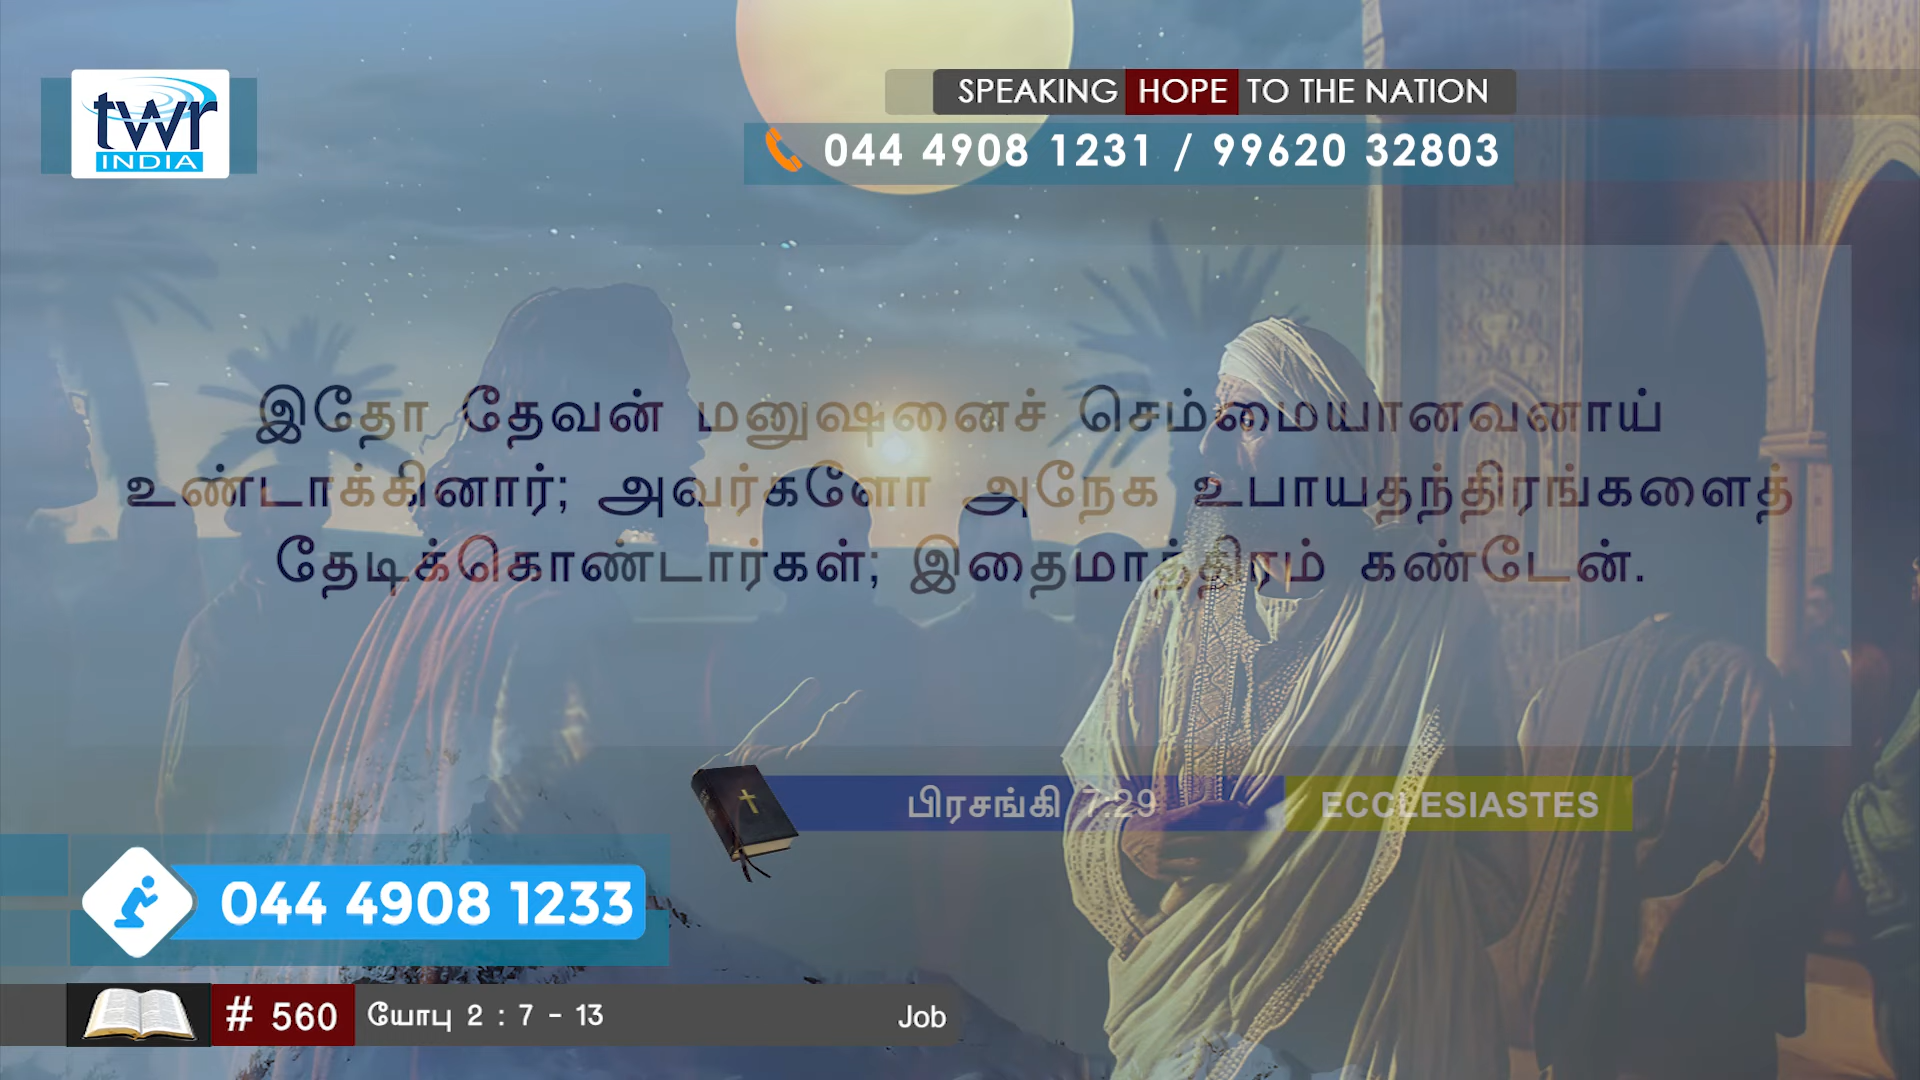 twr
INDIA
SPEAKING HOPE TO THE NATION
044 4908 1231 / 99620 32803
இதோ தேவன் மனுஷனைச் செம்மையானவனாய்
உண்டாக்கினார்; அவர்களோ அநேக உபாயதந்திரங்களைத்
தேடிக்கொண்டார்கள்; இதைமாத்திரம் கண்டேன்.
பிரசங்கி 7:29 ECCLESIASTES
044 4908 1233
# 560 யோபு 2 : 7 - 13 Job